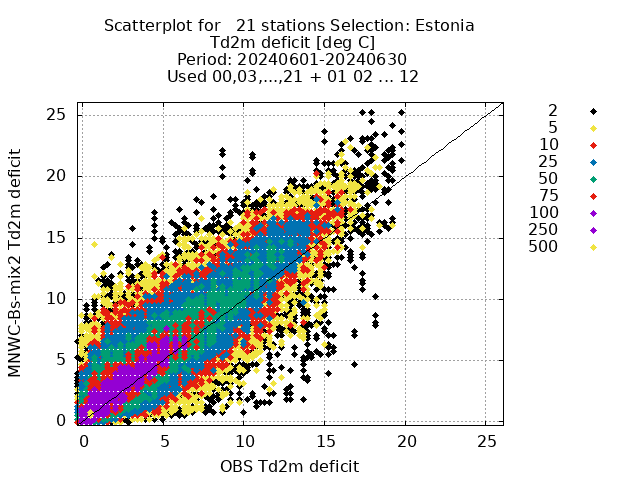 Scatterplot for   21 stations Selection: Estonia
Td2m deficit [deg C]
Period: 20240601-20240630
Used 00,03,...,21 + 01 02 ... 12
MNWC-Bs-mix2 Td2m deficit
25
20
15
10
5
0
0 5 10 15 20 25
OBS Td2m deficit
2
5
10
25
50
75
100
250
500